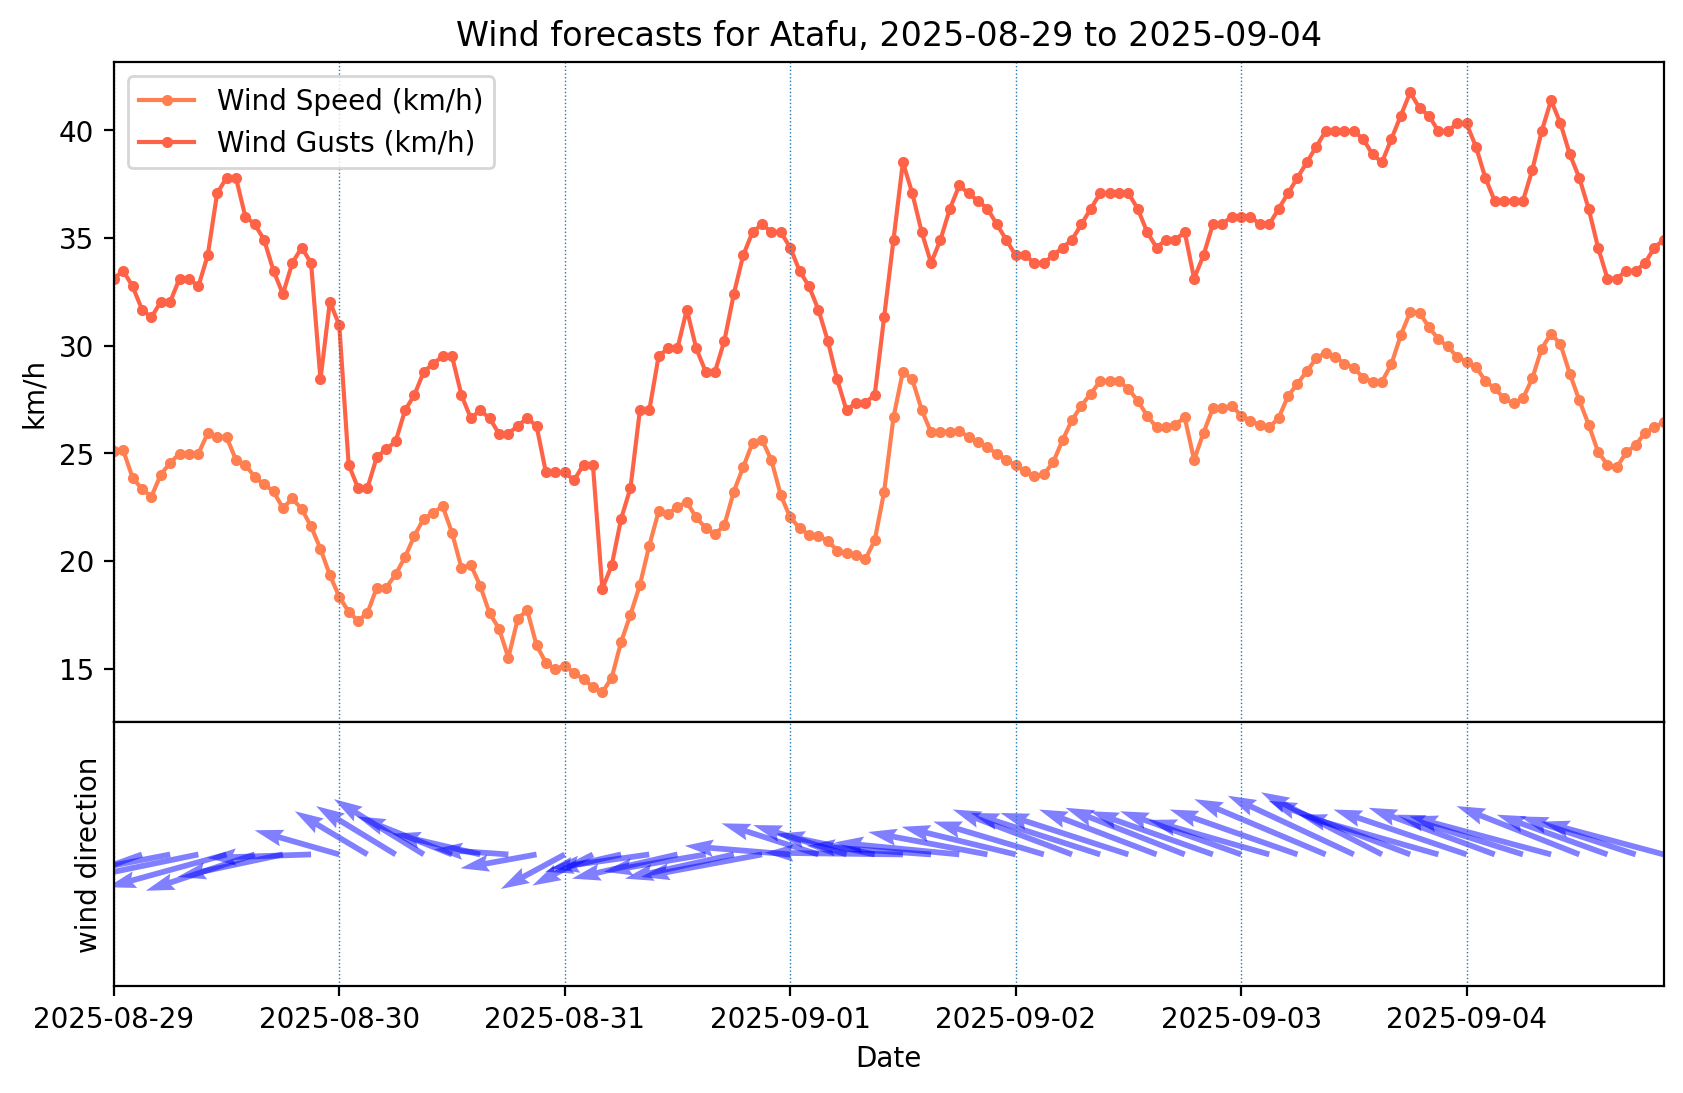 Wind forecasts for Atafu, 2025-08-29 to 2025-09-04
Wind Speed (km/h)
Wind Gusts (km/h)
km/h
40
35
30
25
20
15
wind direction
2025-08-29
2025-08-30
2025-08-31
2025-09-01
2025-09-02
2025-09-03
2025-09-04
Date